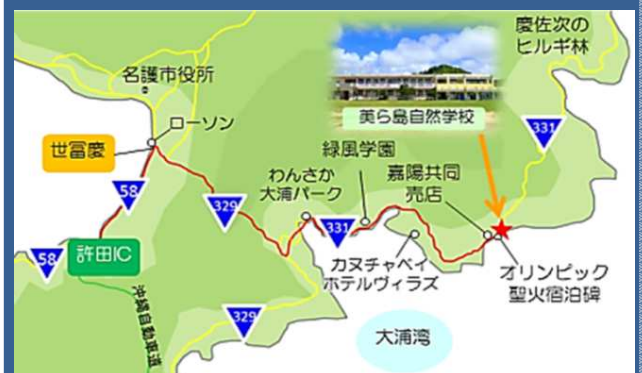 慶佐次の
ヒルギ林
名護市役所
美ら島自然学校
331
ローソン
世冨慶
緑風学園
嘉陽共同
売店
わんさか
大浦パーク
58
329
331
58
許田IC
カヌチャベイ
ホテルヴィラズ
オリンピック
聖火宿泊碑
沖縄自動車道
329
大浦湾